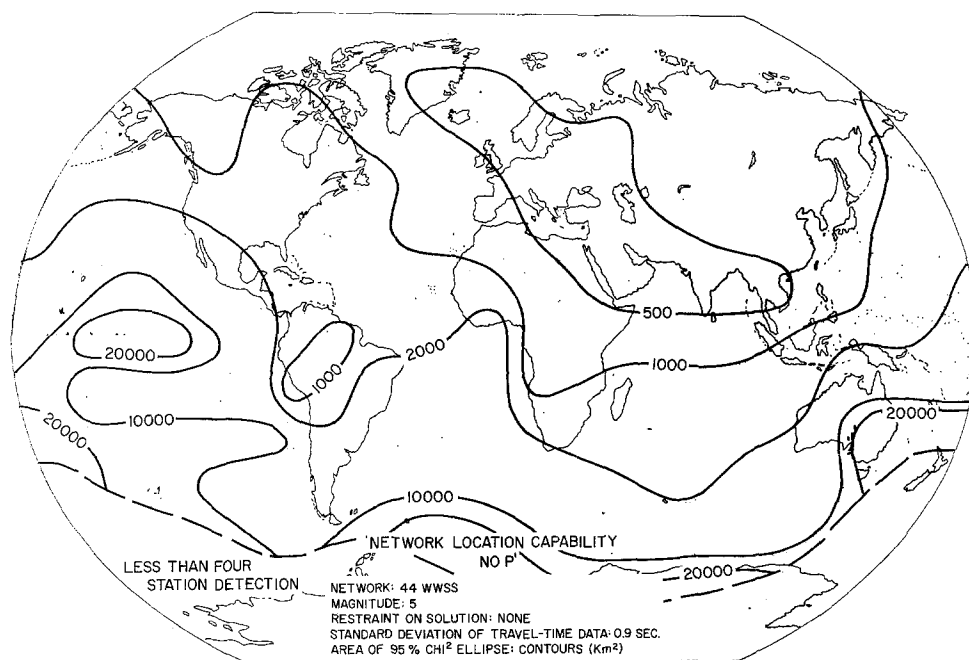 500
20000
1000
2000
1000
10000
20000
20000
10000
NETWORK LOCATION CAPABILITY
NO P'
LESS THAN FOUR
STATION DETECTION
20000
NETWORK: 44 WWSS
MAGNITUDE: 5
RESTRAINT ON SOLUTION: NONE
STANDARD DEVIATION OF TRAVEL-TIME DATA: 0.9 SEC.
AREA OF 95 % CHI² ELLIPSE: CONTOURS (Km²)